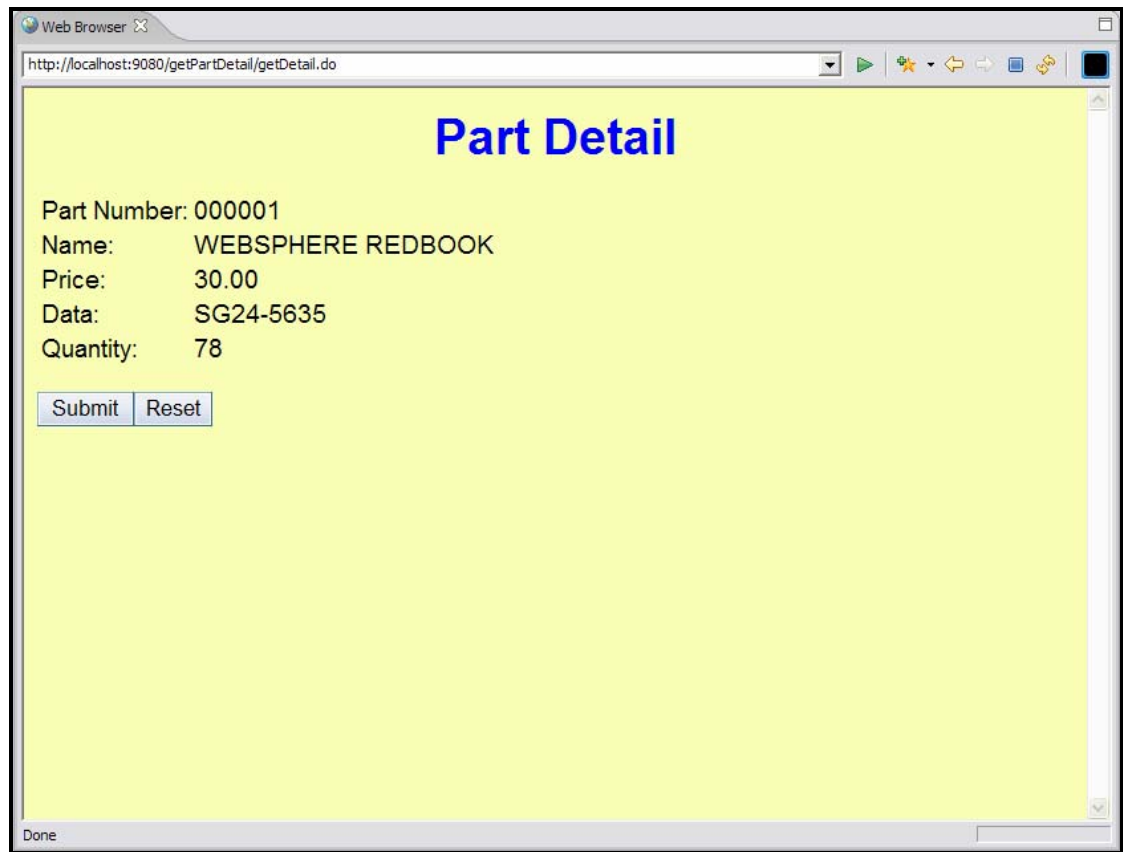 Web Browser
http://localhost:9080/getPartDetail/getDetail.do
Part Detail
Part Number: 000001
Name: WEBSPHERE REDBOOK
Price: 30.00
Data: SG24-5635
Quantity: 78
Submit Reset
Done